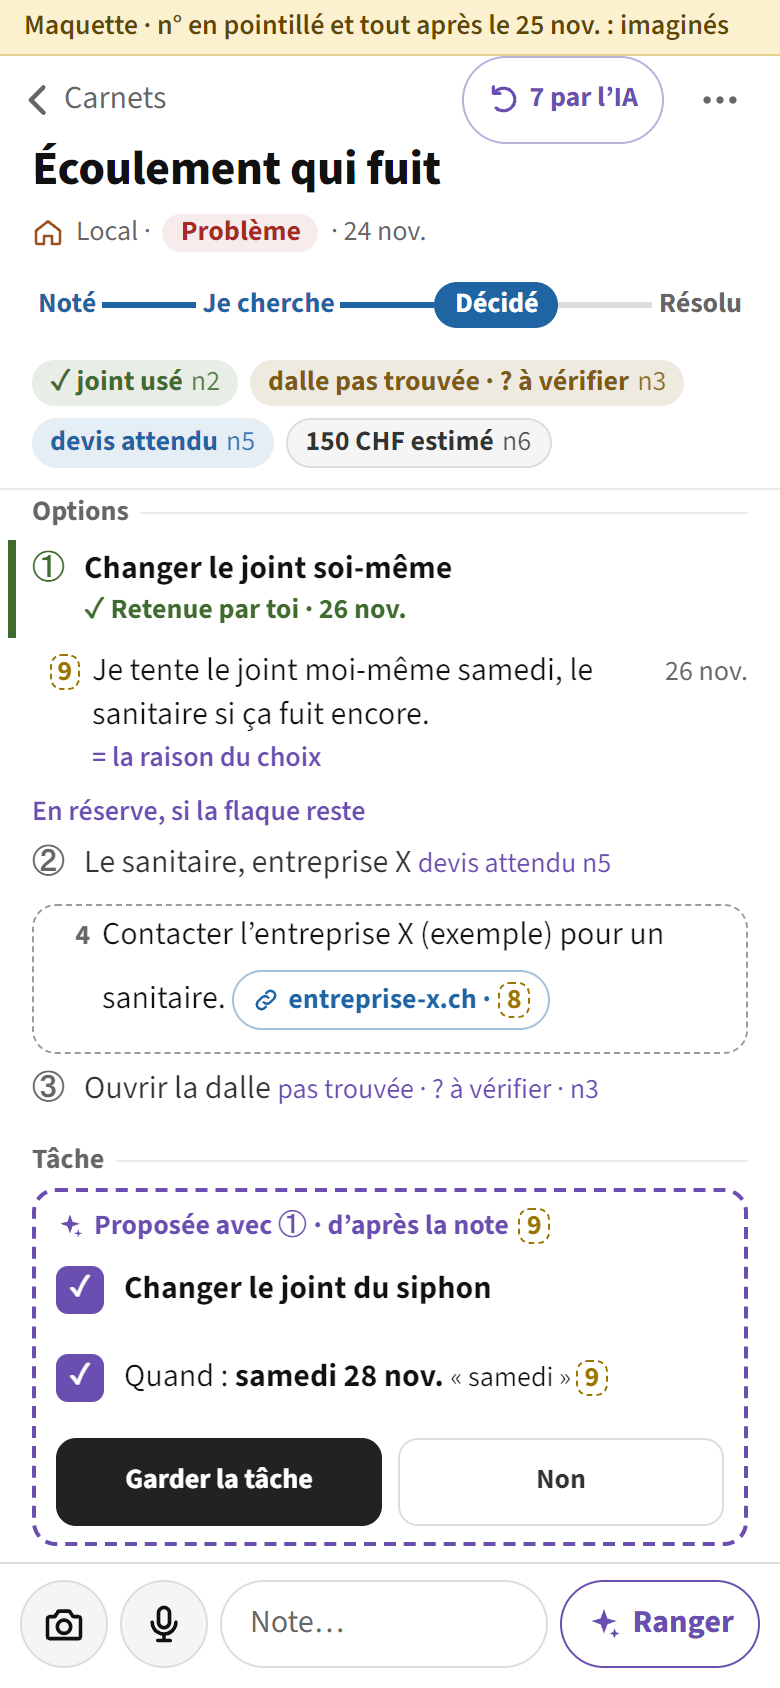 Maquette · n° en pointillé et tout après le 25 nov. : imaginés
Carnets
7 par l’IA
Écoulement qui fuit
Local · Problème · 24 nov.
Noté Je cherche Décidé Résolu
✓ joint usé n2
dalle pas trouvée · ? à vérifier n3
devis attendu n5
150 CHF estimé n6
Options
① Changer le joint soi-même
✓ Retenue par toi · 26 nov.
9 Je tente le joint moi-même samedi, le 26 nov.
sanitaire si ça fuit encore.
= la raison du choix
En réserve, si la flaque reste
② Le sanitaire, entreprise X devis attendu n5
4 Contacter l’entreprise X (exemple) pour un
sanitaire. entreprise-x.ch · 8
③ Ouvrir la dalle pas trouvée · ? à vérifier · n3
Tâche
Proposée avec ① · d’après la note 9
✓ Changer le joint du siphon
✓ Quand : samedi 28 nov. « samedi » 9
Garder la tâche
Non
Note…
Ranger